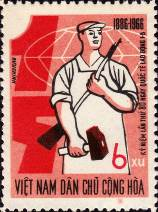 1886-1966
KỶ NIỆM LẦN THỨ 80 NGÀY QUỐC TẾ LAO ĐỘNG 1-5
6 XU
VIỆT NAM DÂN CHỦ CỘNG HÒA